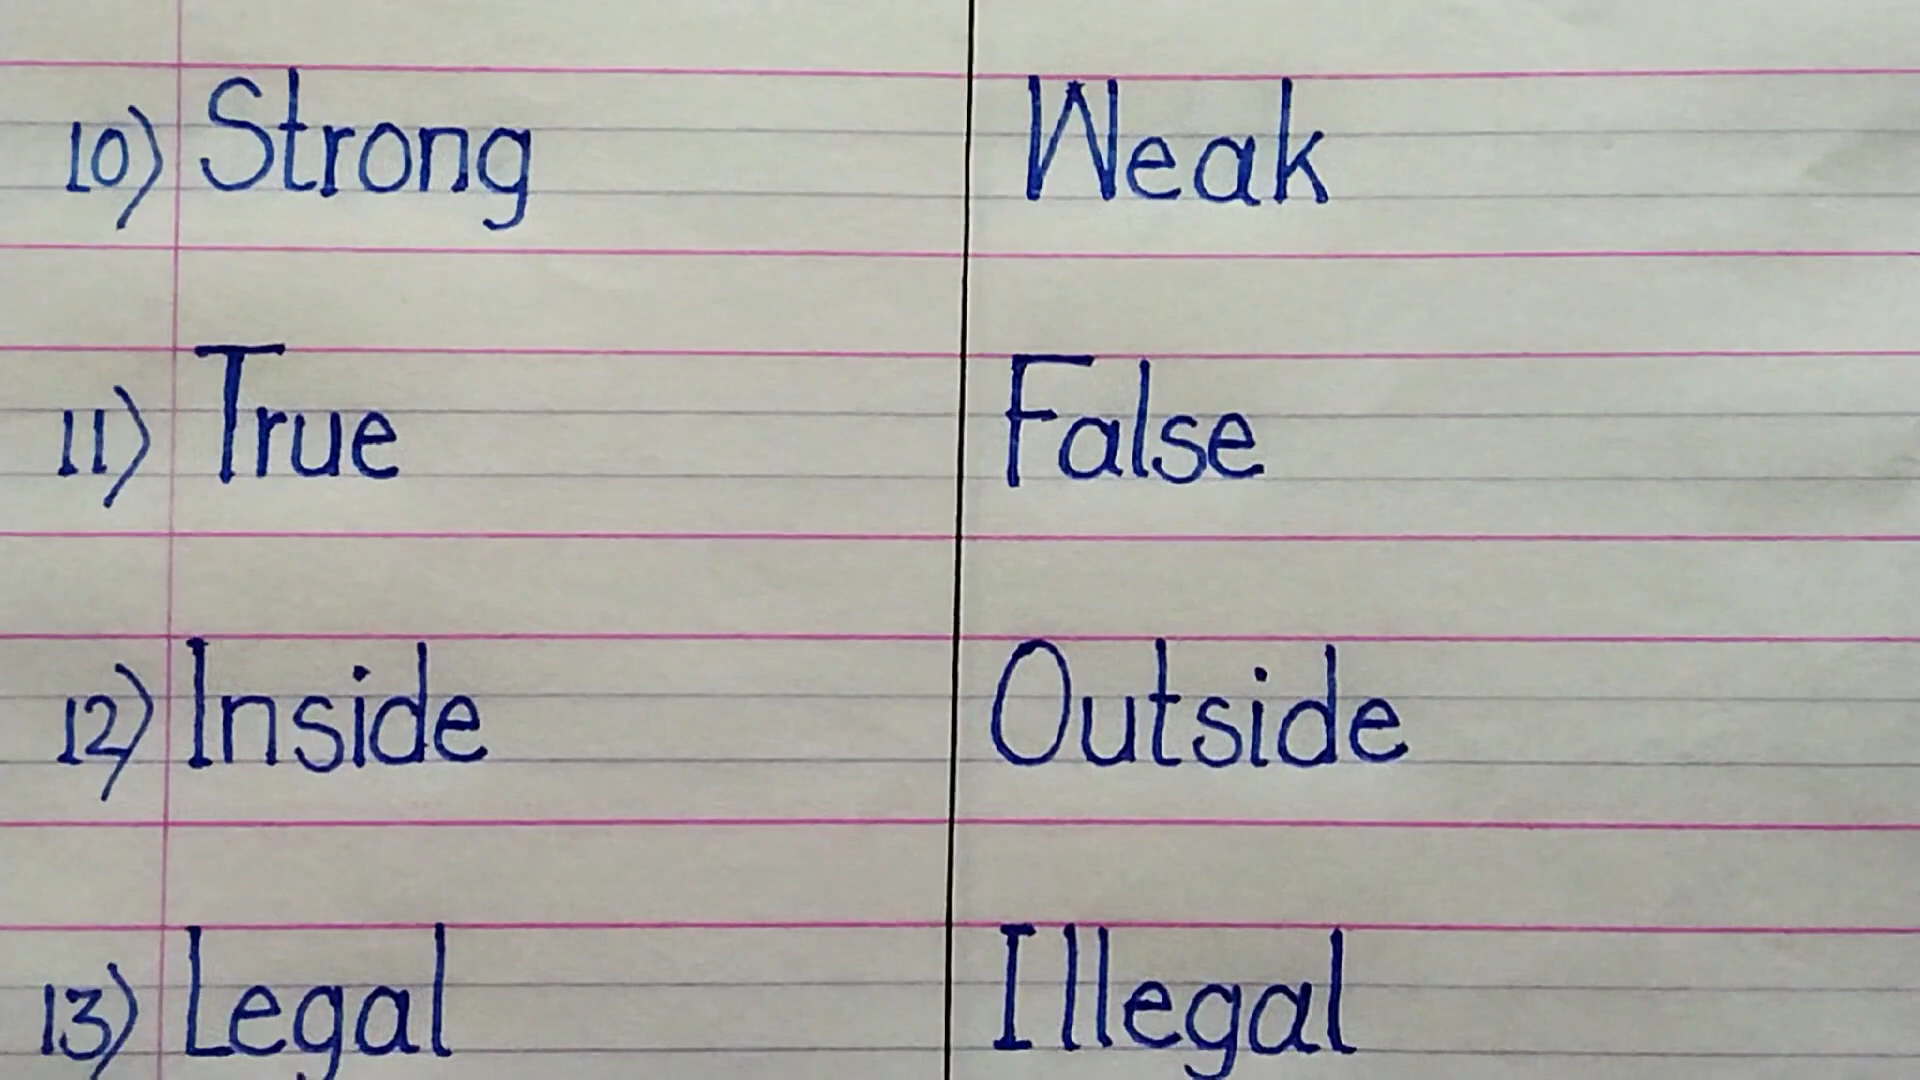 10) Strong Weak
11) True False
12) Inside Outside
13) Legal Illegal